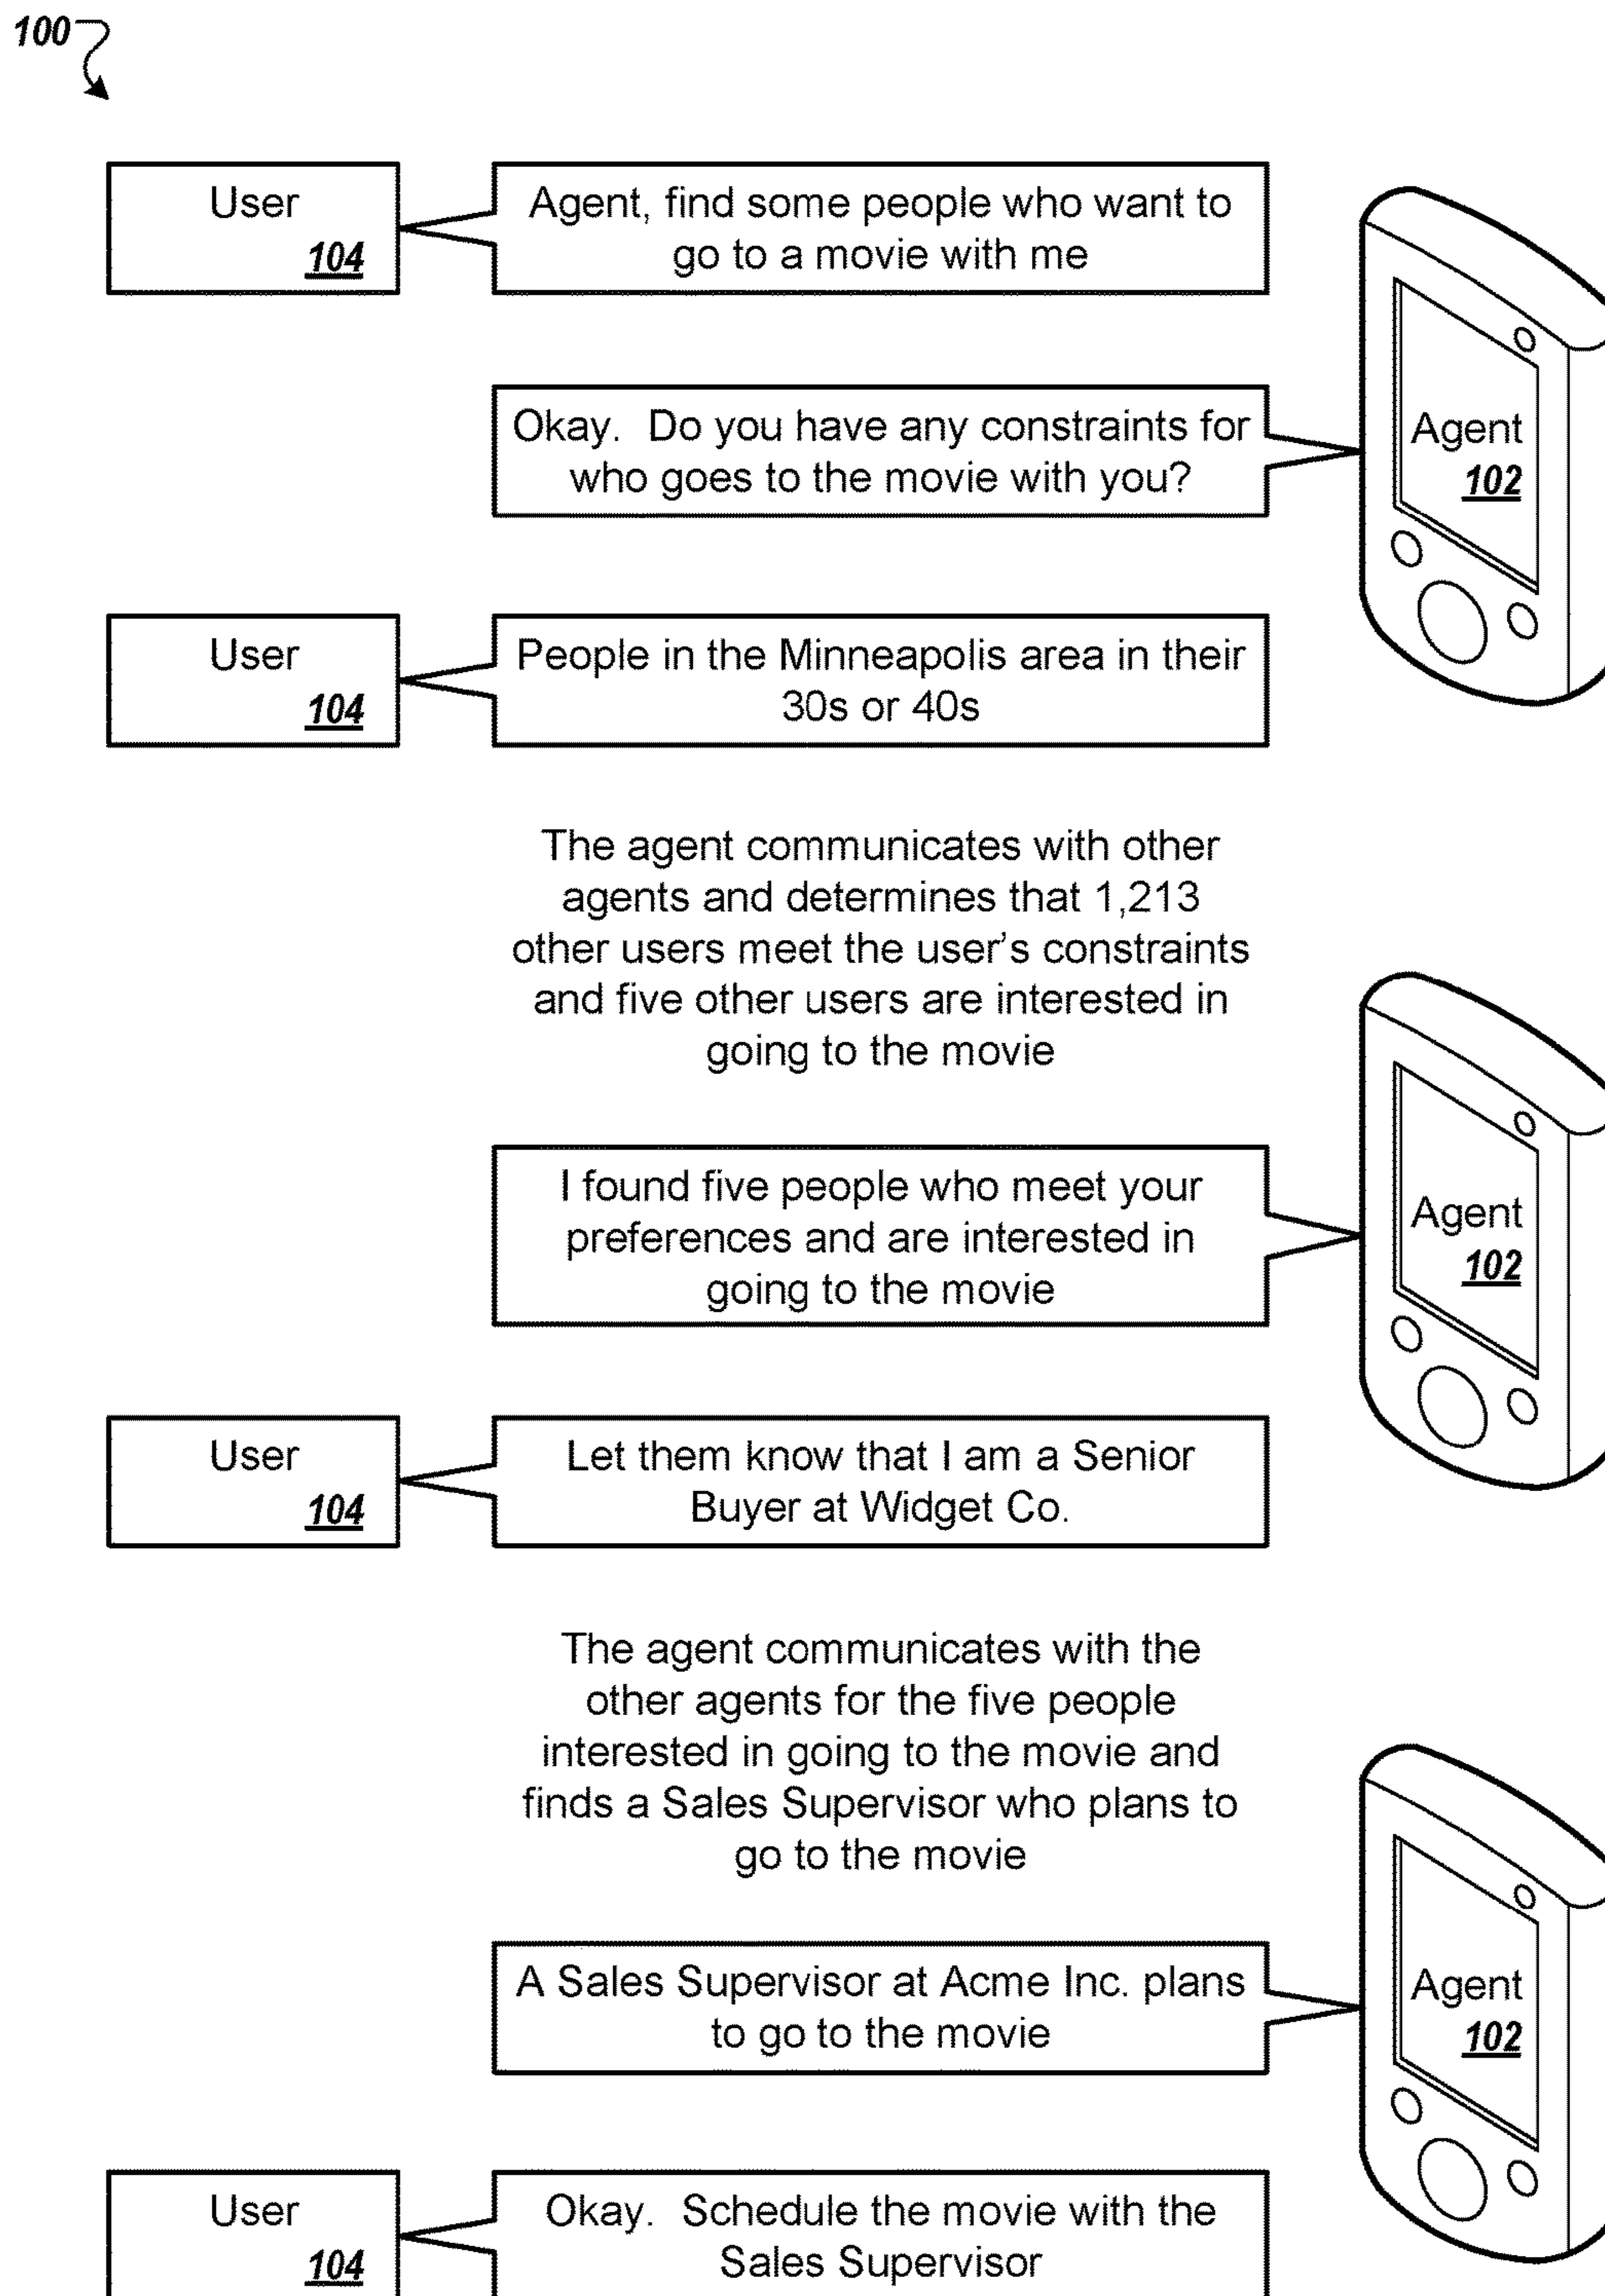 100
User
104
Agent, find some people who want to
go to a movie with me
Okay.  Do you have any constraints for
who goes to the movie with you?
Agent
102
User
104
People in the Minneapolis area in their
30s or 40s
The agent communicates with other
agents and determines that 1,213
other users meet the user's constraints
and five other users are interested in
going to the movie
I found five people who meet your
preferences and are interested in
going to the movie
Agent
102
User
104
Let them know that I am a Senior
Buyer at Widget Co.
The agent communicates with the
other agents for the five people
interested in going to the movie and
finds a Sales Supervisor who plans to
go to the movie
A Sales Supervisor at Acme Inc. plans
to go to the movie
Agent
102
User
104
Okay.  Schedule the movie with the
Sales Supervisor